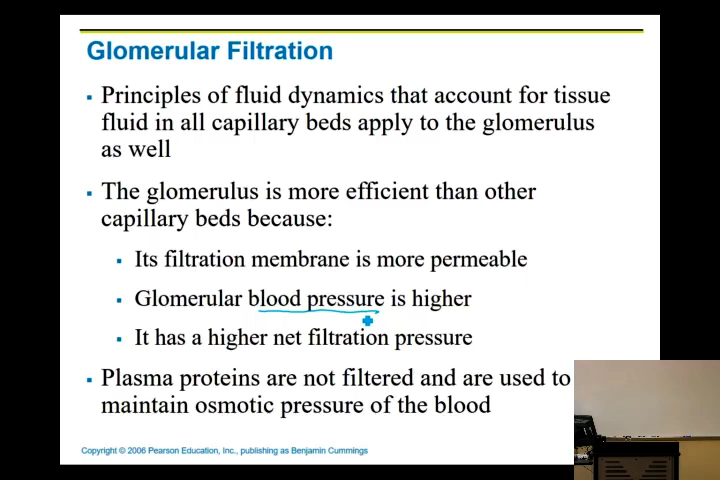 Glomerular Filtration
▪ Principles of fluid dynamics that account for tissue
fluid in all capillary beds apply to the glomerulus
as well
▪ The glomerulus is more efficient than other
capillary beds because:
▪ Its filtration membrane is more permeable
▪ Glomerular blood pressure is higher
▪ It has a higher net filtration pressure
▪ Plasma proteins are not filtered and are used to
maintain osmotic pressure of the blood
Copyright © 2006 Pearson Education, Inc., publishing as Benjamin Cummings